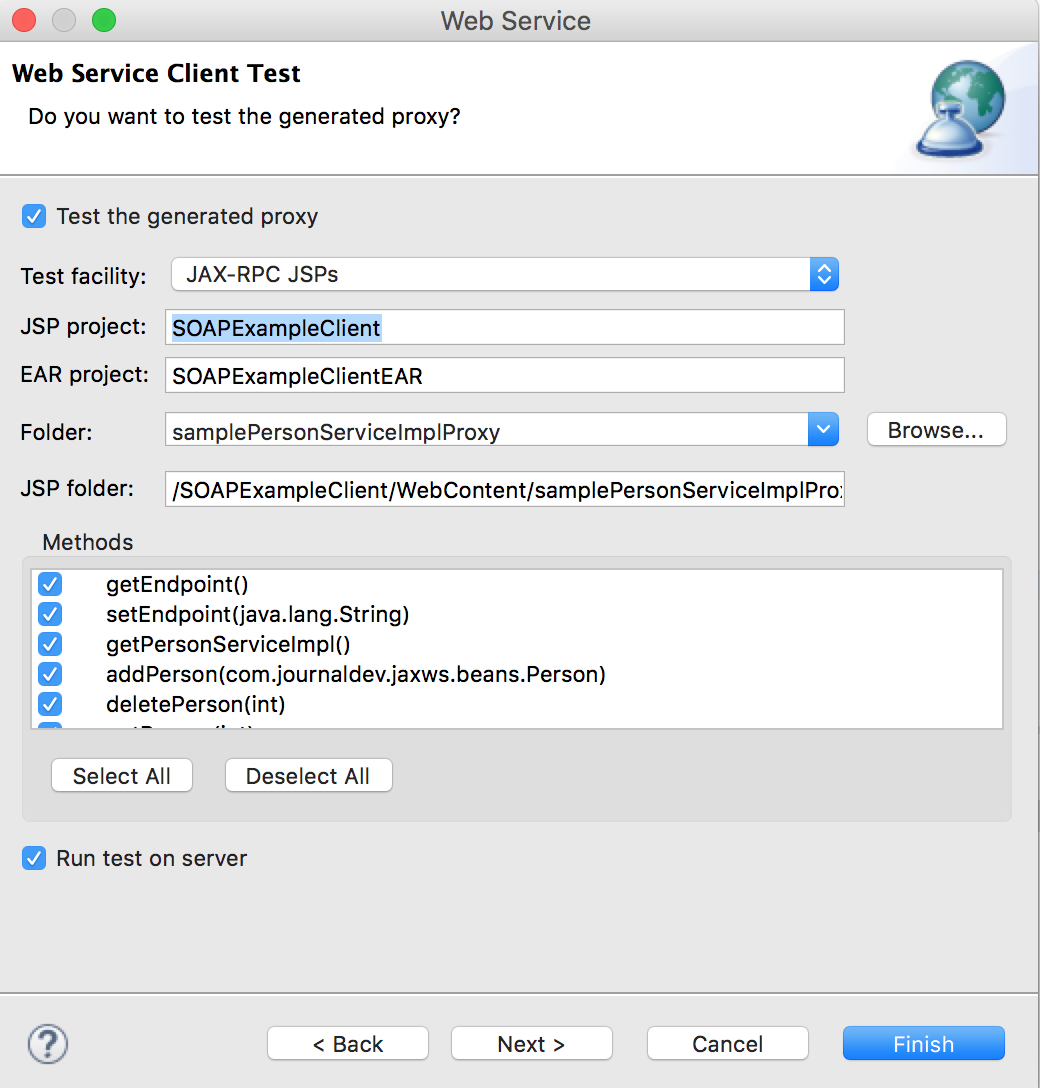 Web Service
Web Service Client Test
Do you want to test the generated proxy?
Test the generated proxy
Test facility: JAX-RPC JSPs
JSP project: SOAPExampleClient
EAR project: SOAPExampleClientEAR
Folder: samplePersonServiceImplProxy Browse...
JSP folder: /SOAPExampleClient/WebContent/samplePersonServiceImplPro
Methods
getEndpoint()
setEndpoint(java.lang.String)
getPersonServiceImpl()
addPerson(com.journaldev.jaxws.beans.Person)
deletePerson(int)
Select All Deselect All
Run test on server
? < Back Next > Cancel Finish